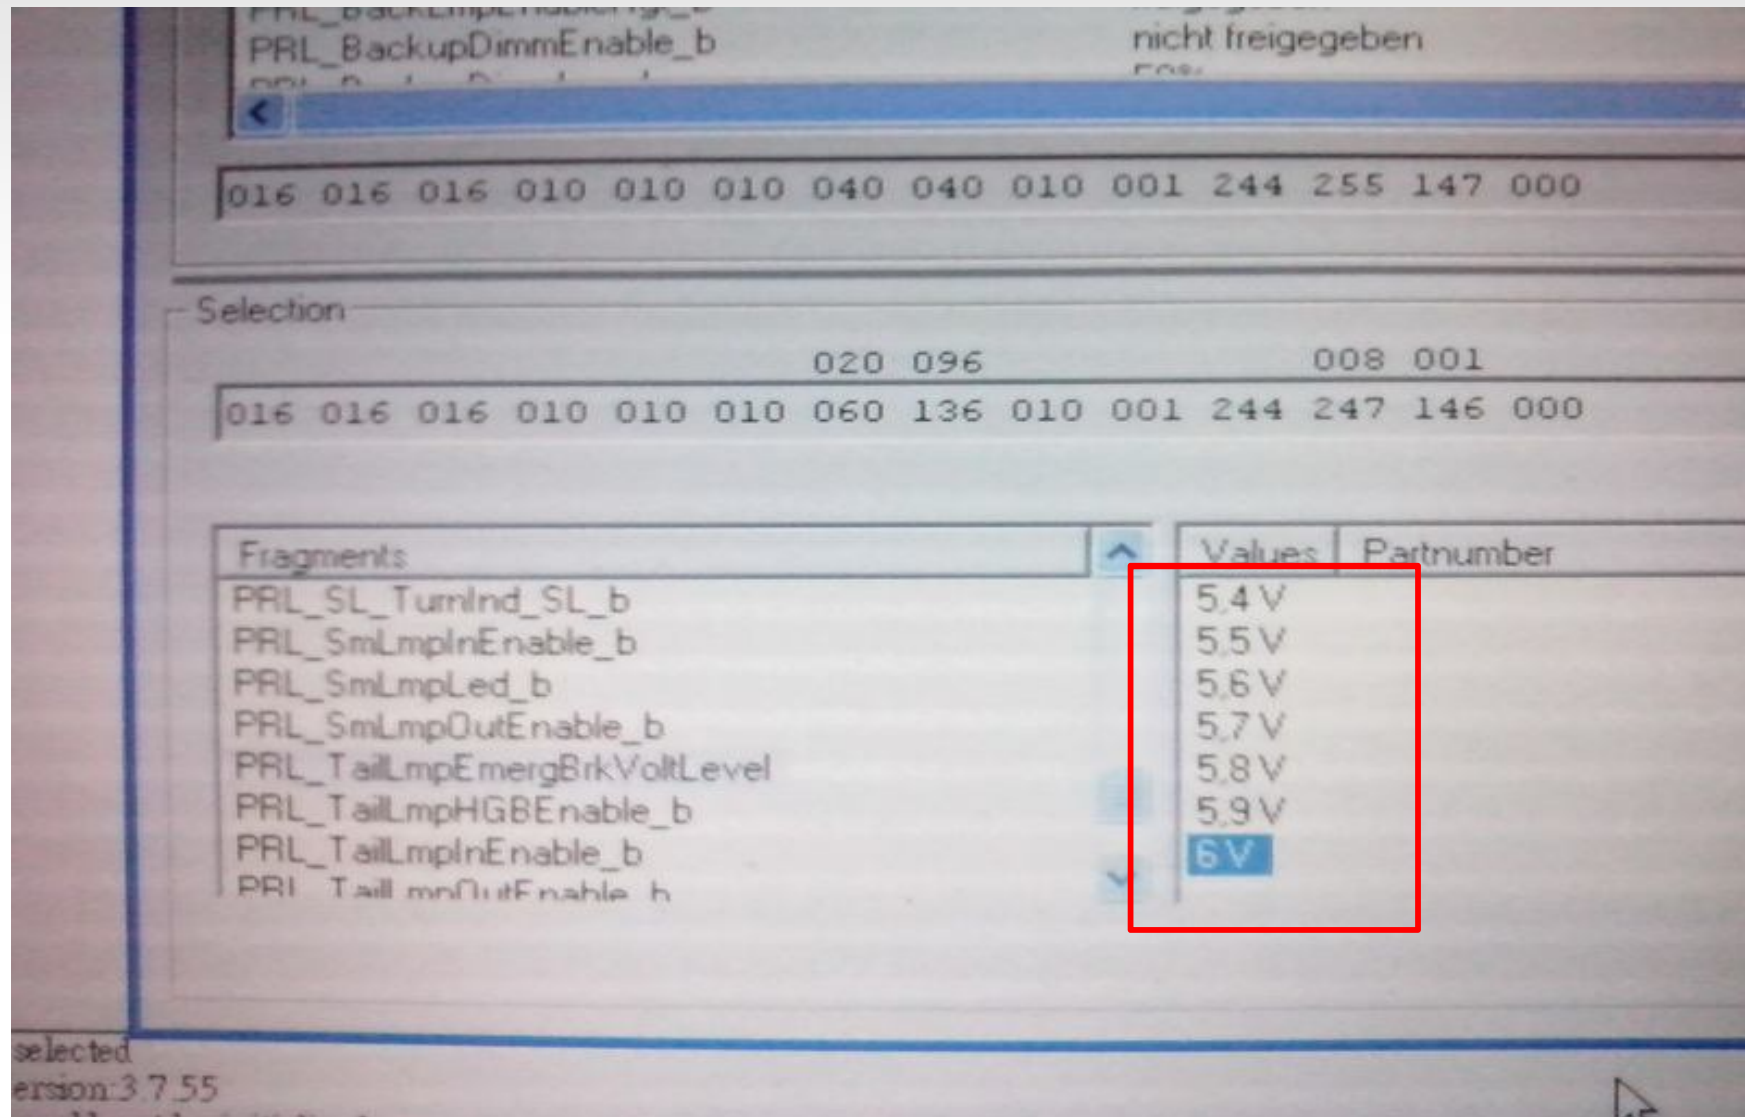 PRL_BackupDimmEnable_b nicht freigegeben
016 016 016 010 010 010 040 040 010 001 244 255 147 000
Selection
020 096 008 001
016 016 016 010 010 010 060 136 010 001 244 247 146 000
Fragments Values Partnumber
PRL_SL_TurnInd_SL_b 5,4 V
PRL_SmLmpInEnable_b 5,5 V
PRL_SmLmpLed_b 5,6 V
PRL_SmLmpOutEnable_b 5,7 V
PRL_TailLmpEmergBrkVoltLevel 5,8 V
PRL_TailLmpHGBEnable_b 5,9 V
PRL_TailLmpInEnable_b 6 V
PRL_TailLmpOutEnable_b
selected
ersion:3.7.55